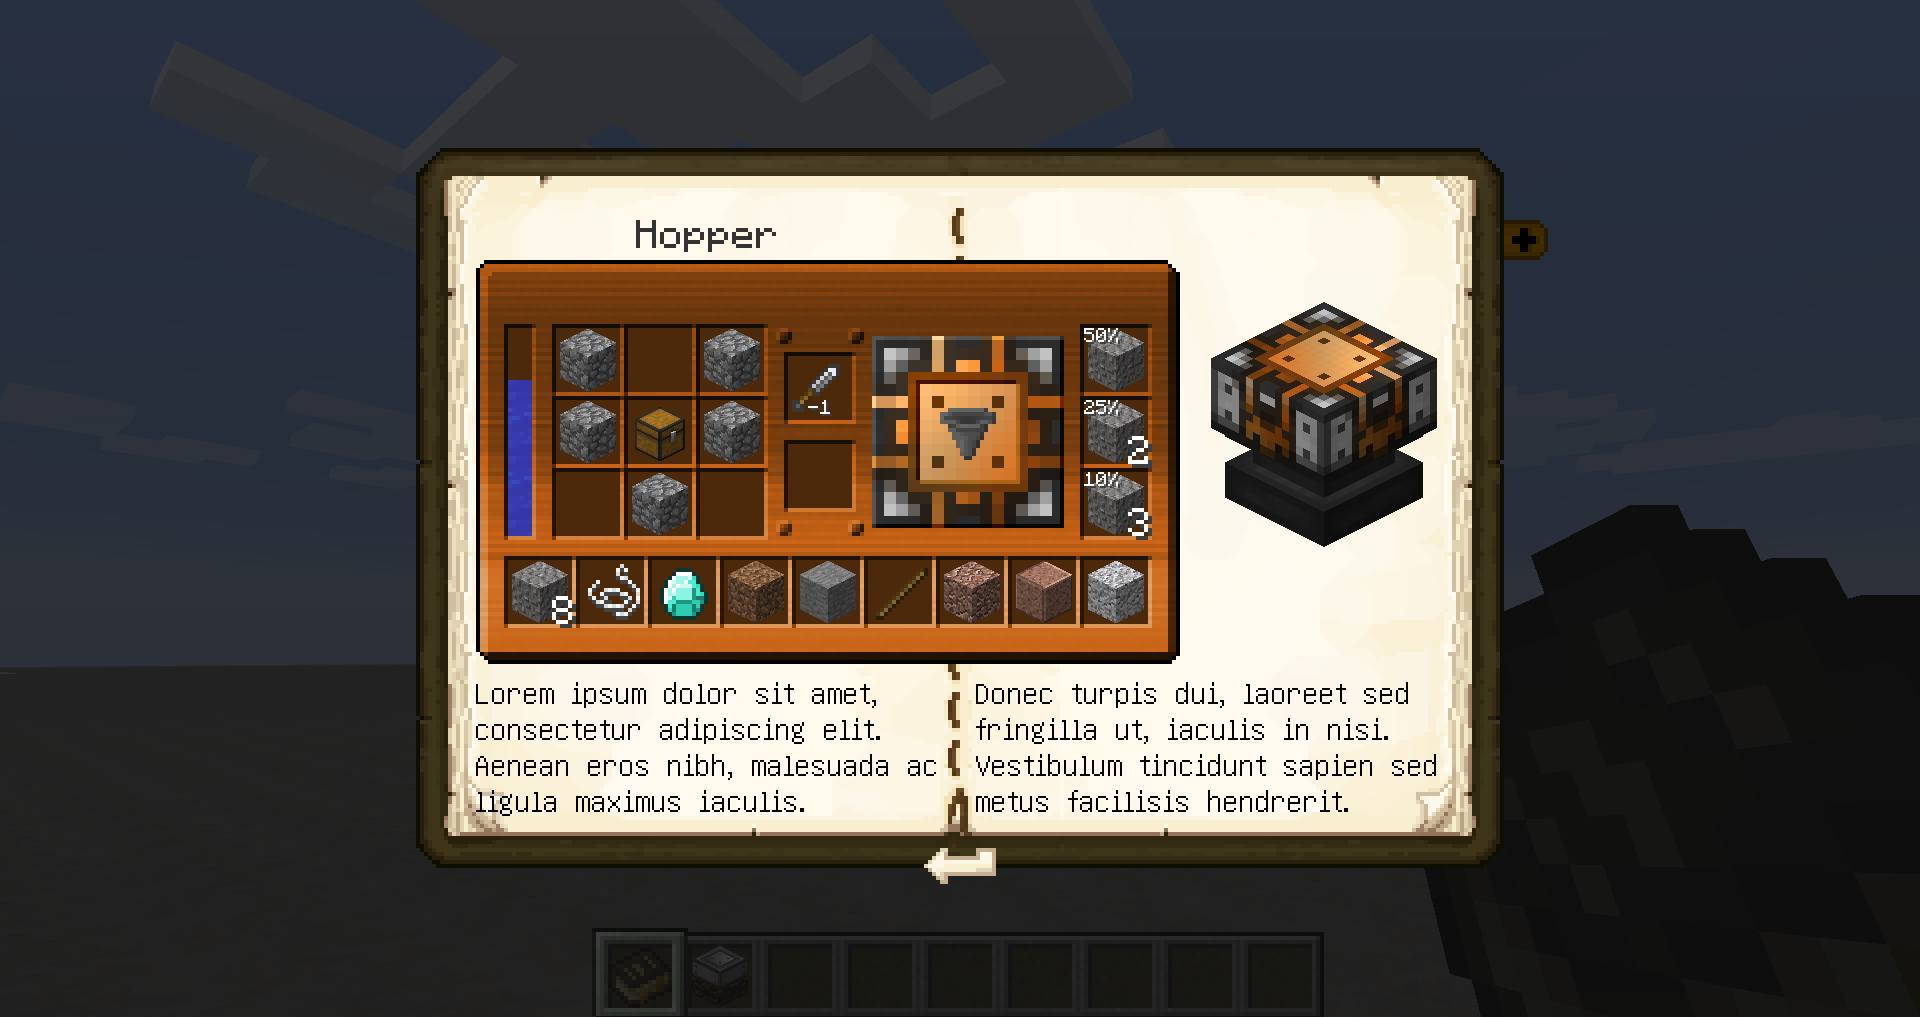 Hopper
50%
-1
25%
2
10%
3
8
Lorem ipsum dolor sit amet,
consectetur adipiscing elit.
Aenean eros nibh, malesuada ac
ligula maximus iaculis.
Donec turpis dui, laoreet sed
fringilla ut, iaculis in nisi.
Vestibulum tincidunt sapien sed
metus facilisis hendrerit.